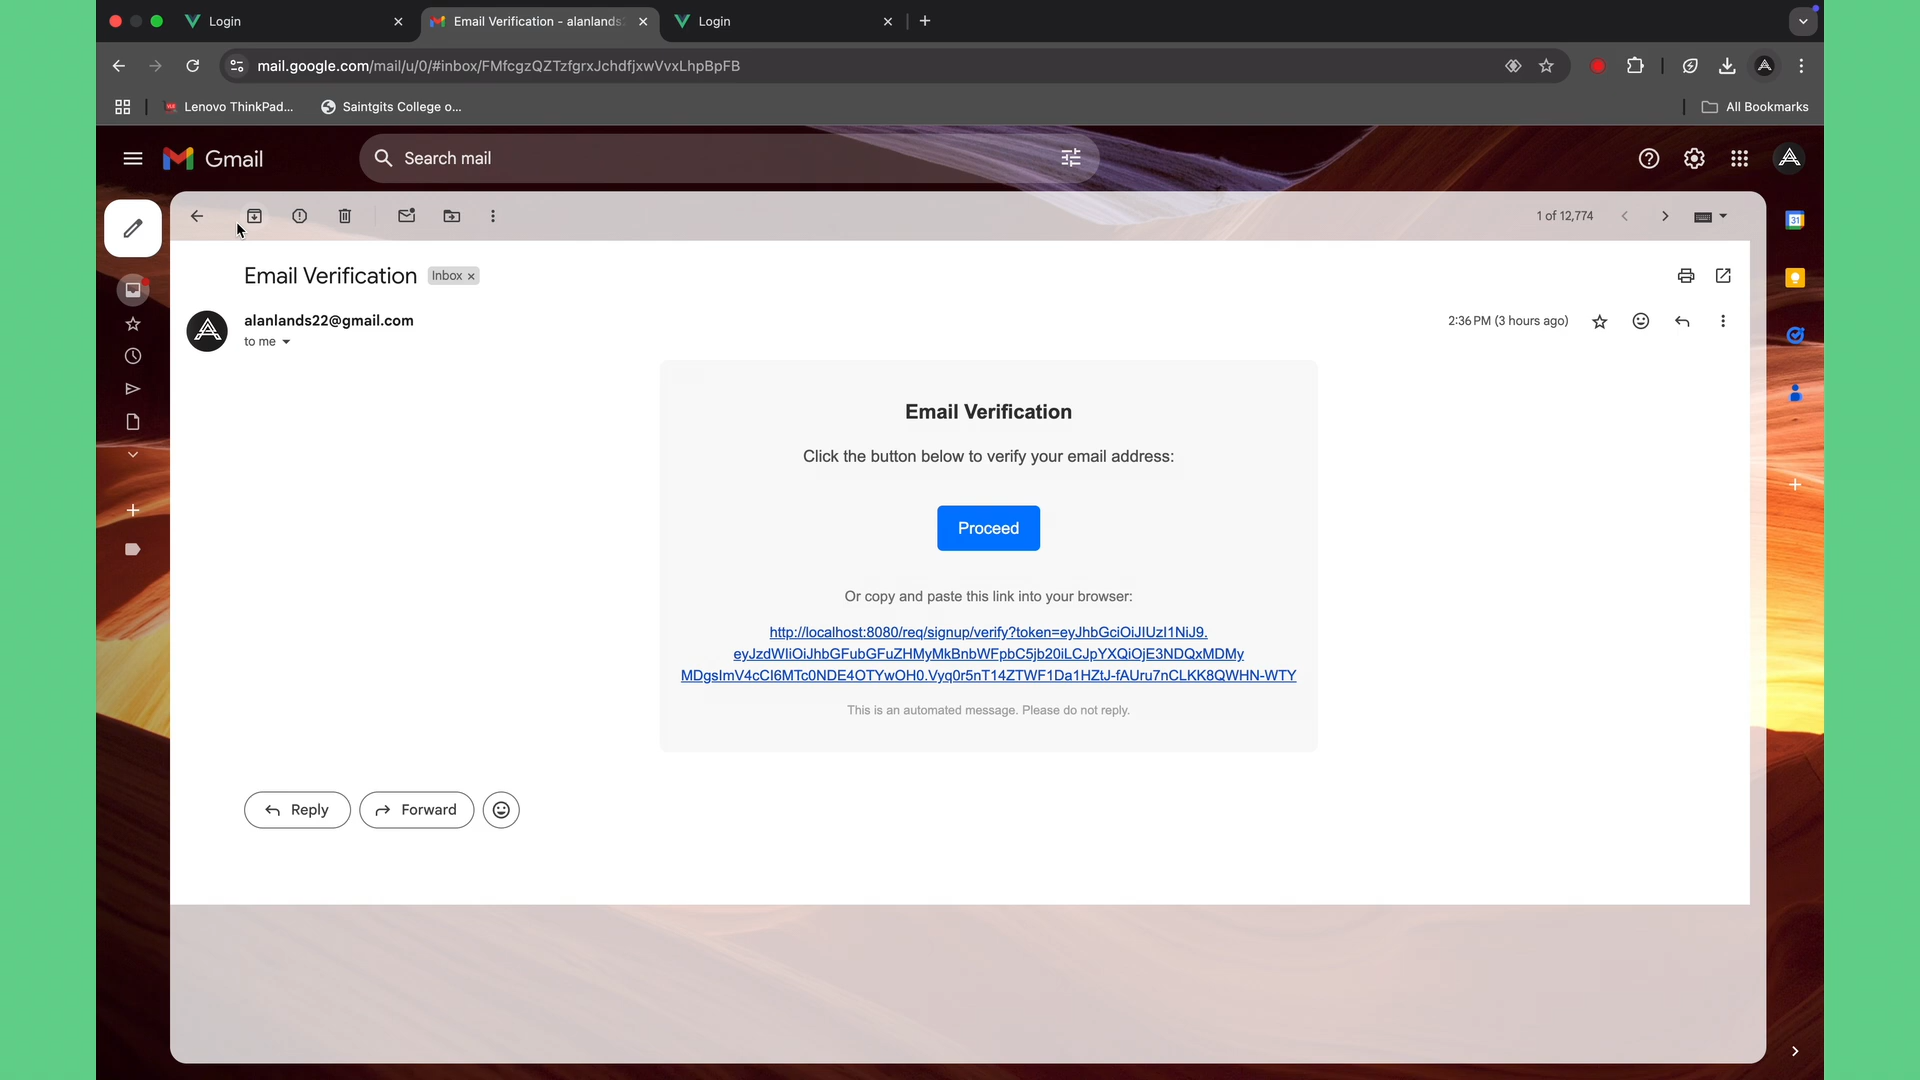 Login
Email Verification - alanlands
Login
mail.google.com/mail/u/0/#inbox/FMfcgzQZTzfgrxJchdfjxwVvxLhpBpFB
Lenovo ThinkPad...
Saintgits College o...
All Bookmarks
Gmail
Search mail
1 of 12,774
31
Email Verification
Inbox ×
alanlands22@gmail.com
2:36 PM (3 hours ago)
to me
Email Verification
Click the button below to verify your email address:
Proceed
Or copy and paste this link into your browser:
http://localhost:8080/req/signup/verify?token=eyJhbGciOiJIUzI1NiJ9.
eyJzdWIiOiJhbGFubGFuZHMyMkBnbWFpbC5jb20iLCJpYXQiOjE3NDQxMDMy
MDgsImV4cCI6MTc0NDE4OTYwOH0.Vyq0r5nT14ZTWF1Da1HZtJ-fAUru7nCLKK8QWHN-WTY
This is an automated message. Please do not reply.
Reply
Forward